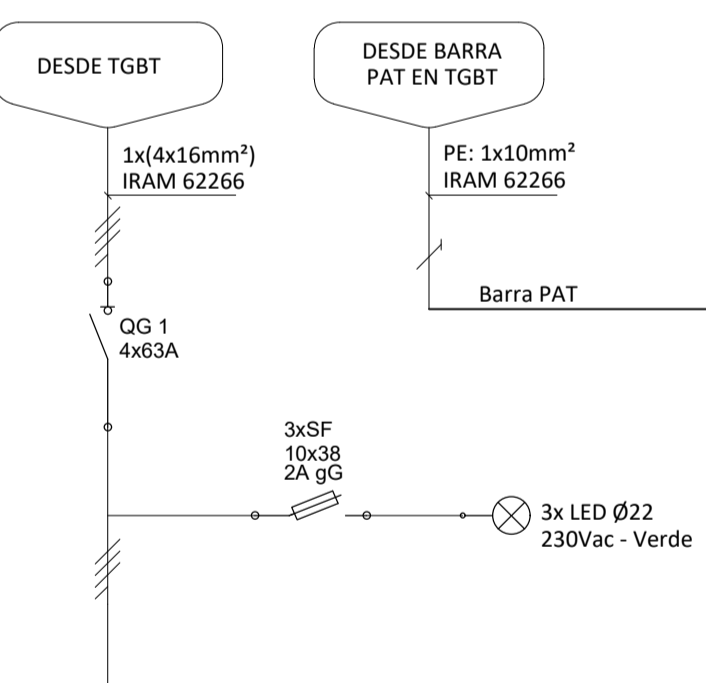 DESDE TGBT
DESDE BARRA
PAT EN TGBT
1x(4x16mm²)
IRAM 62266
PE: 1x10mm²
IRAM 62266
Barra PAT
QG 1
4x63A
3xSF
10x38
2A gG
3x LED Ø22
230Vac - Verde